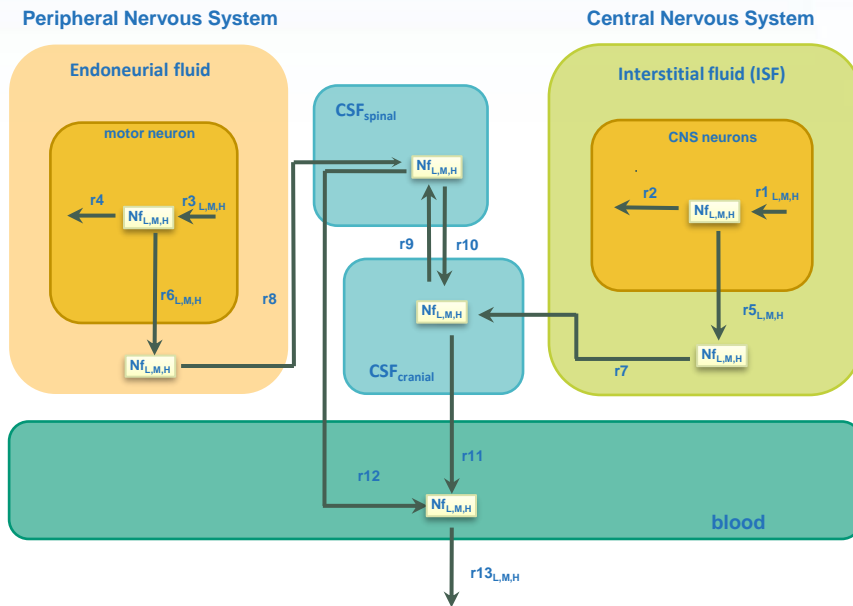 Peripheral Nervous System
Central Nervous System
Endoneurial fluid
Interstitial fluid (ISF)
CSFspinal
motor neuron
CNS neurons
NfL,M,H
r4
r3 L,M,H
NfL,M,H
r2
r1 L,M,H
NfL,M,H
r9
r10
r6L,M,H
r8
NfL,M,H
r5L,M,H
NfL,M,H
NfL,M,H
r7
CSFcranial
r11
r12
NfL,M,H
blood
r13L,M,H